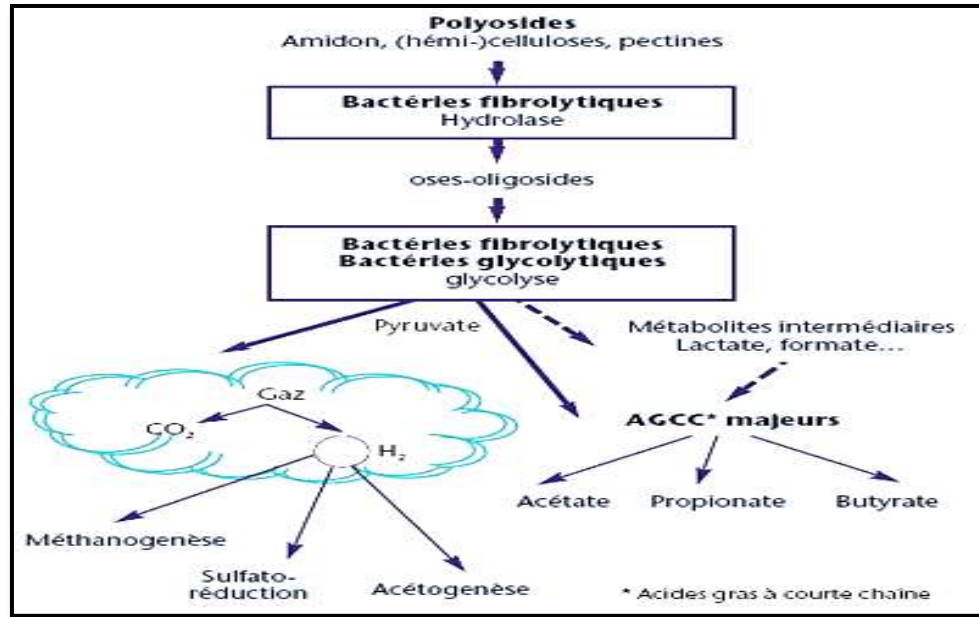 Polyosides
Amidon, (hémi-)celluloses, pectines
Bactéries fibrolytiques
Hydrolase
oses-oligosides
Bactéries fibrolytiques
Bactéries glycolytiques
glycolyse
Pyruvate
Métabolites intermédiaires
Lactate, formate...
Gaz
CO₂
H₂
AGCC* majeurs
Acétate Propionate Butyrate
Méthanogenèse
Sulfato-
réduction
Acétogenèse
* Acides gras à courte chaîne